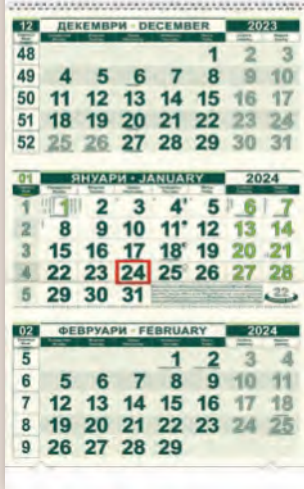 12 ДЕКЕМВРИ - DECEMBER 2023
48 1 2 3
49 4 5 6 7 8 9 10
50 11 12 13 14 15 16 17
51 18 19 20 21 22 23 24
52 25 26 27 28 29 30 31
01 ЯНУАРИ - JANUARY 2024
1 1 2 3 4 5 6 7
2 8 9 10 11 12 13 14
3 15 16 17 18 19 20 21
4 22 23 24 25 26 27 28
5 29 30 31 22
02 ФЕВРУАРИ - FEBRUARY 2024
5 1 2 3 4
6 5 6 7 8 9 10 11
7 12 13 14 15 16 17 18
8 19 20 21 22 23 24 25
9 26 27 28 29